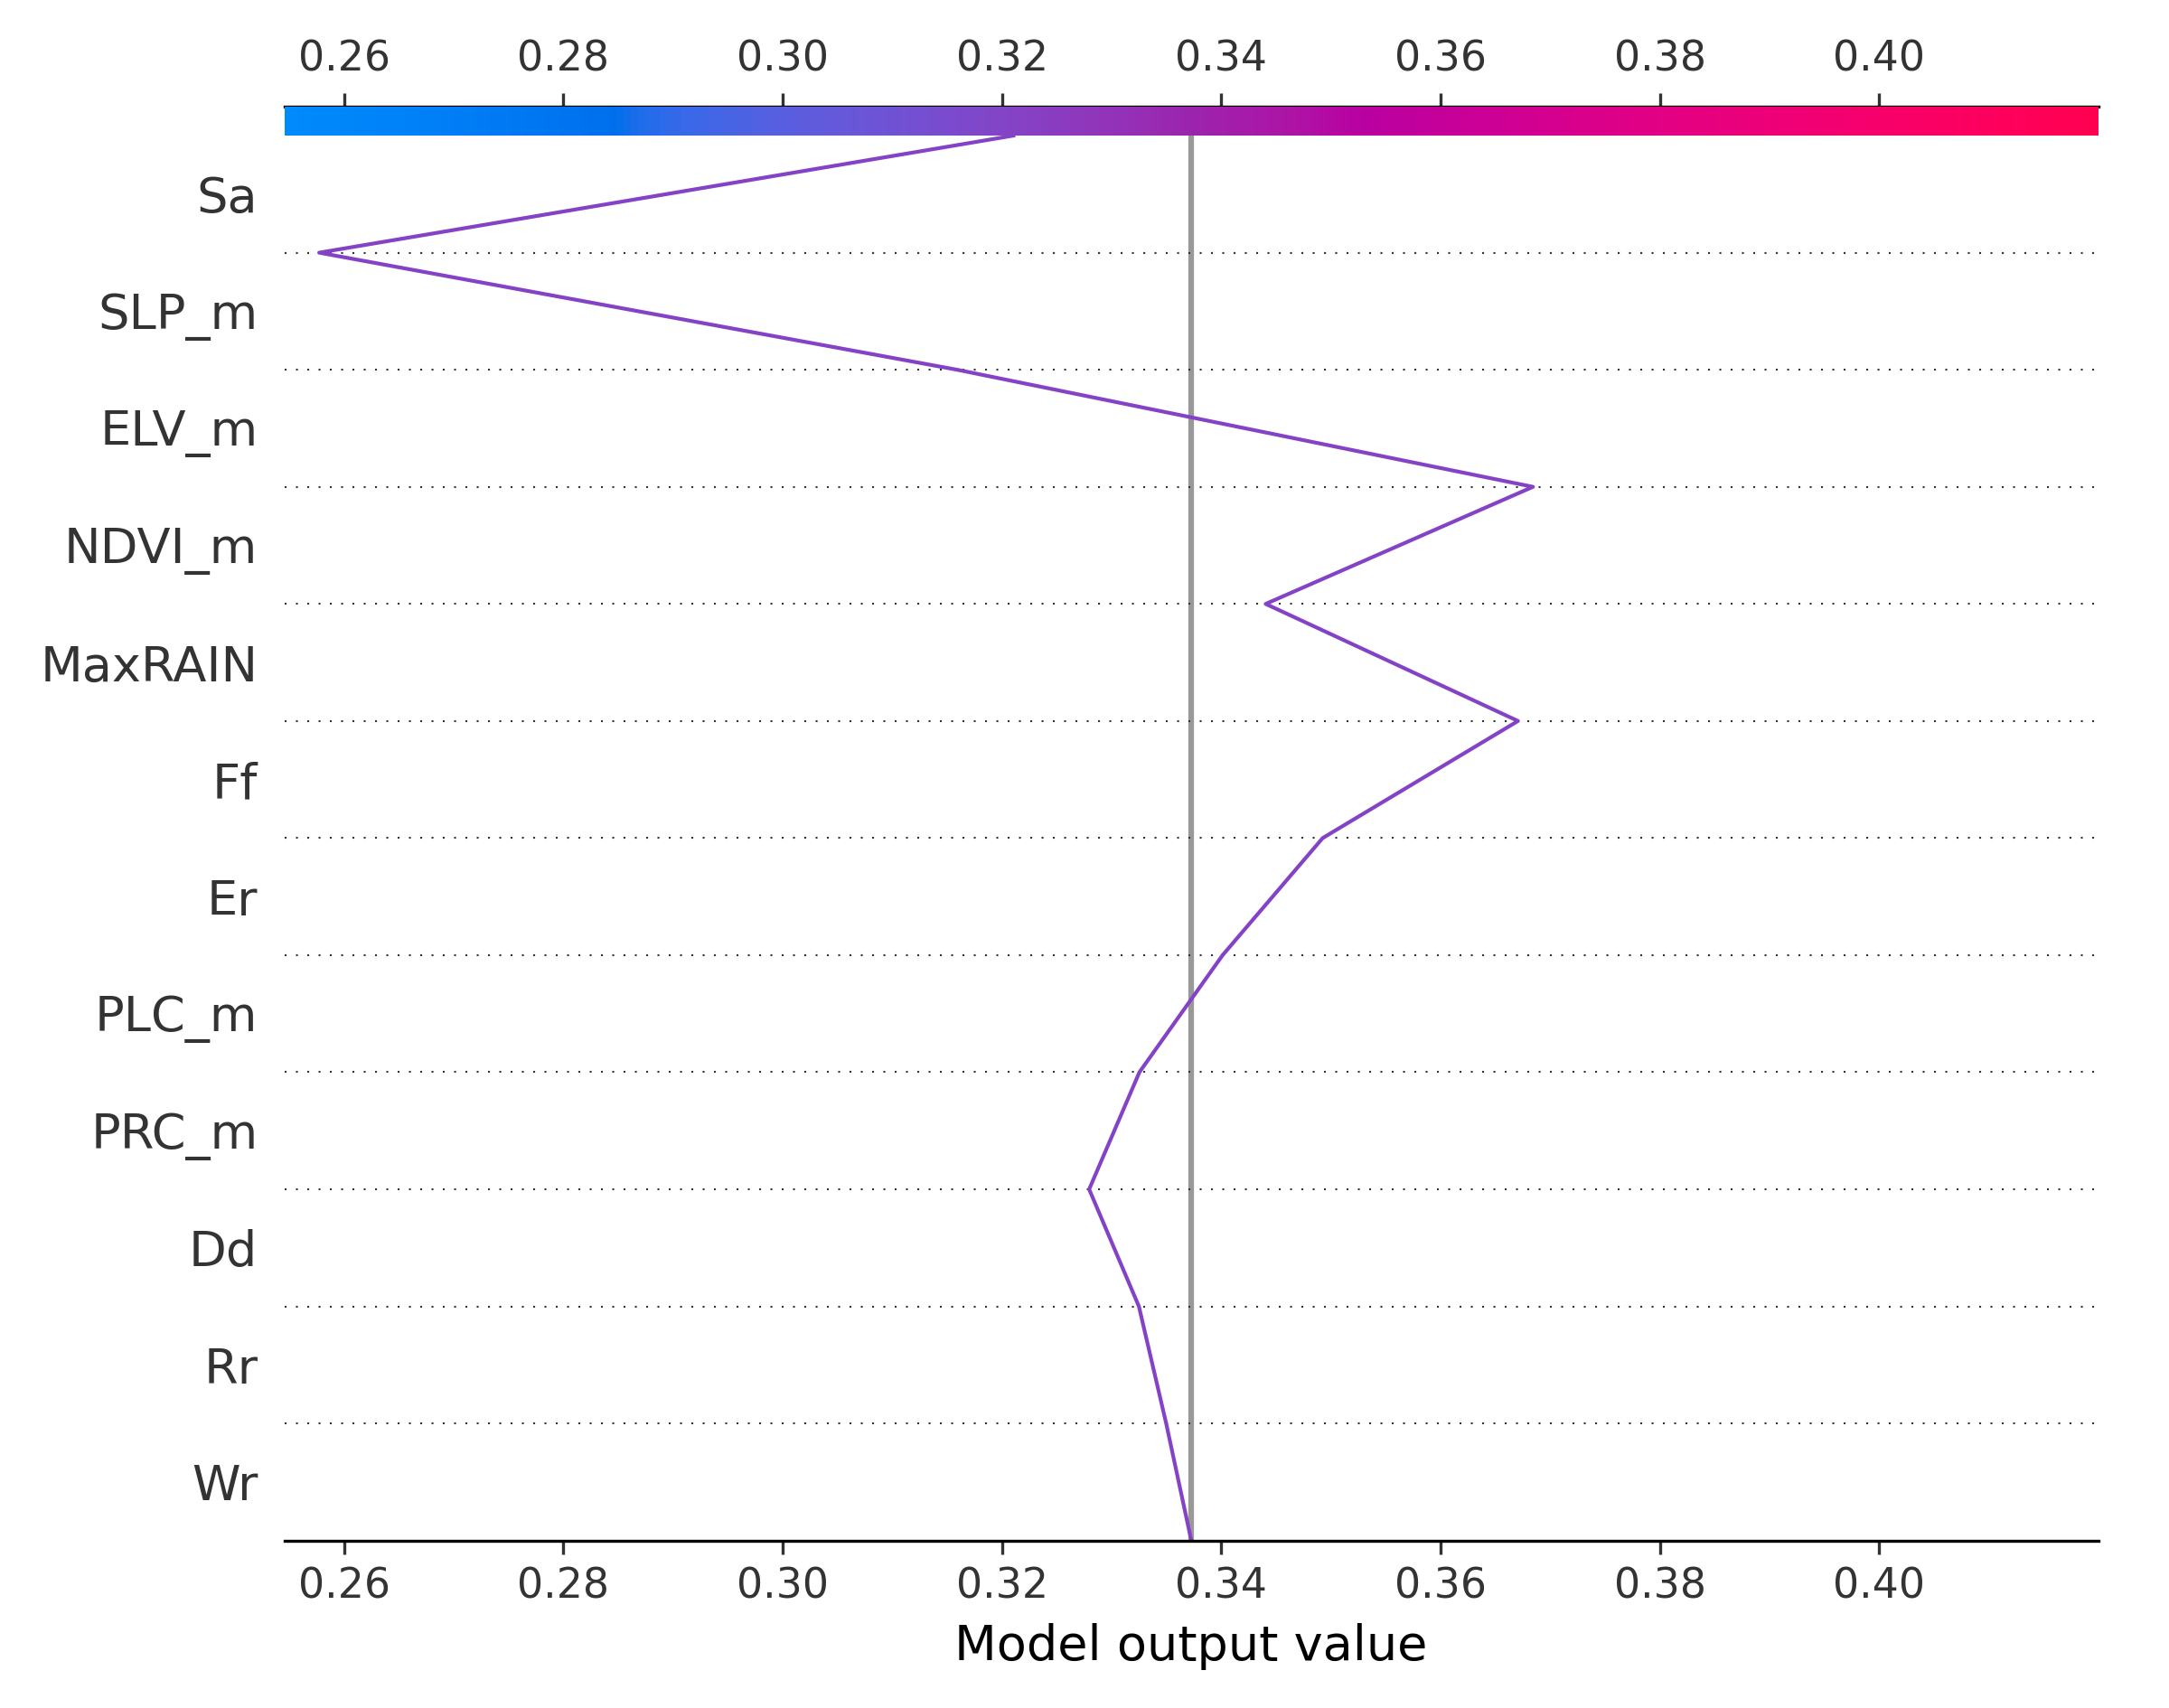 0.26 0.28 0.30 0.32 0.34 0.36 0.38 0.40
Sa
SLP_m
ELV_m
NDVI_m
MaxRAIN
Ff
Er
PLC_m
PRC_m
Dd
Rr
Wr
0.26 0.28 0.30 0.32 0.34 0.36 0.38 0.40
Model output value